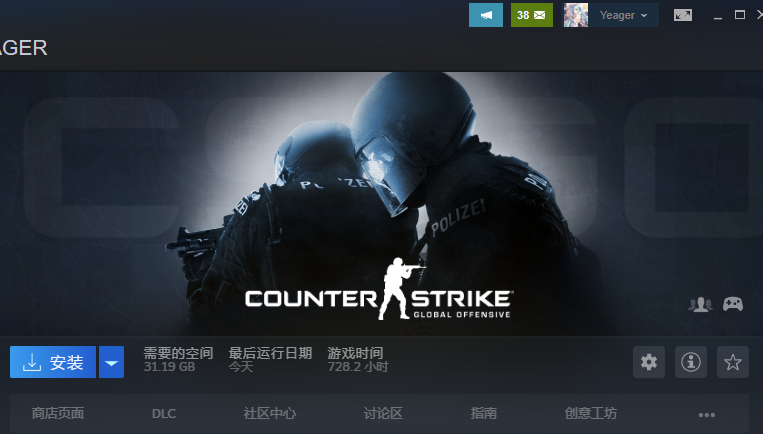 38 Yeager
AGER
CS:GO
POLIZEI
POLIZEI
COUNTER STRIKE
GLOBAL OFFENSIVE
安装
需要的空间 最后运行日期 游戏时间
31.19 GB 今天 728.2 小时
商店页面 DLC 社区中心 讨论区 指南 创意工坊